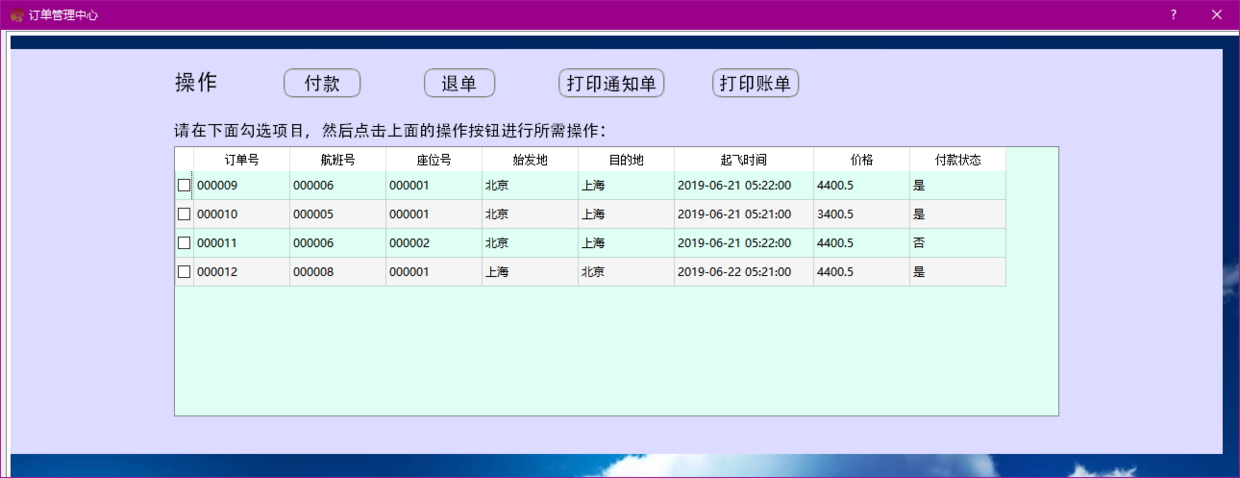 订单管理中心
操作 付款 退单 打印通知单 打印账单
请在下面勾选项目，然后点击上面的操作按钮进行所需操作：
订单号 航班号 座位号 始发地 目的地 起飞时间 价格 付款状态
000009 000006 000001 北京 上海 2019-06-21 05:22:00 4400.5 是
000010 000005 000001 北京 上海 2019-06-21 05:21:00 3400.5 是
000011 000006 000002 北京 上海 2019-06-21 05:22:00 4400.5 否
000012 000008 000001 上海 北京 2019-06-22 05:21:00 4400.5 是